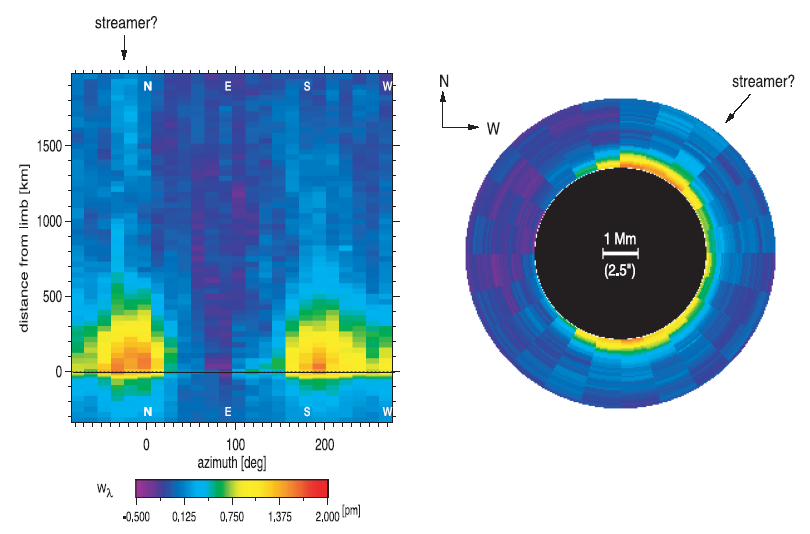 streamer?
N E S W
distance from limb [km]
1500
1000
500
0
N E S W
0 100 200
azimuth [deg]
Wλ
-0,500 0,125 0,750 1,375 2,000 [pm]
N
W
streamer?
1 Mm
(2.5")